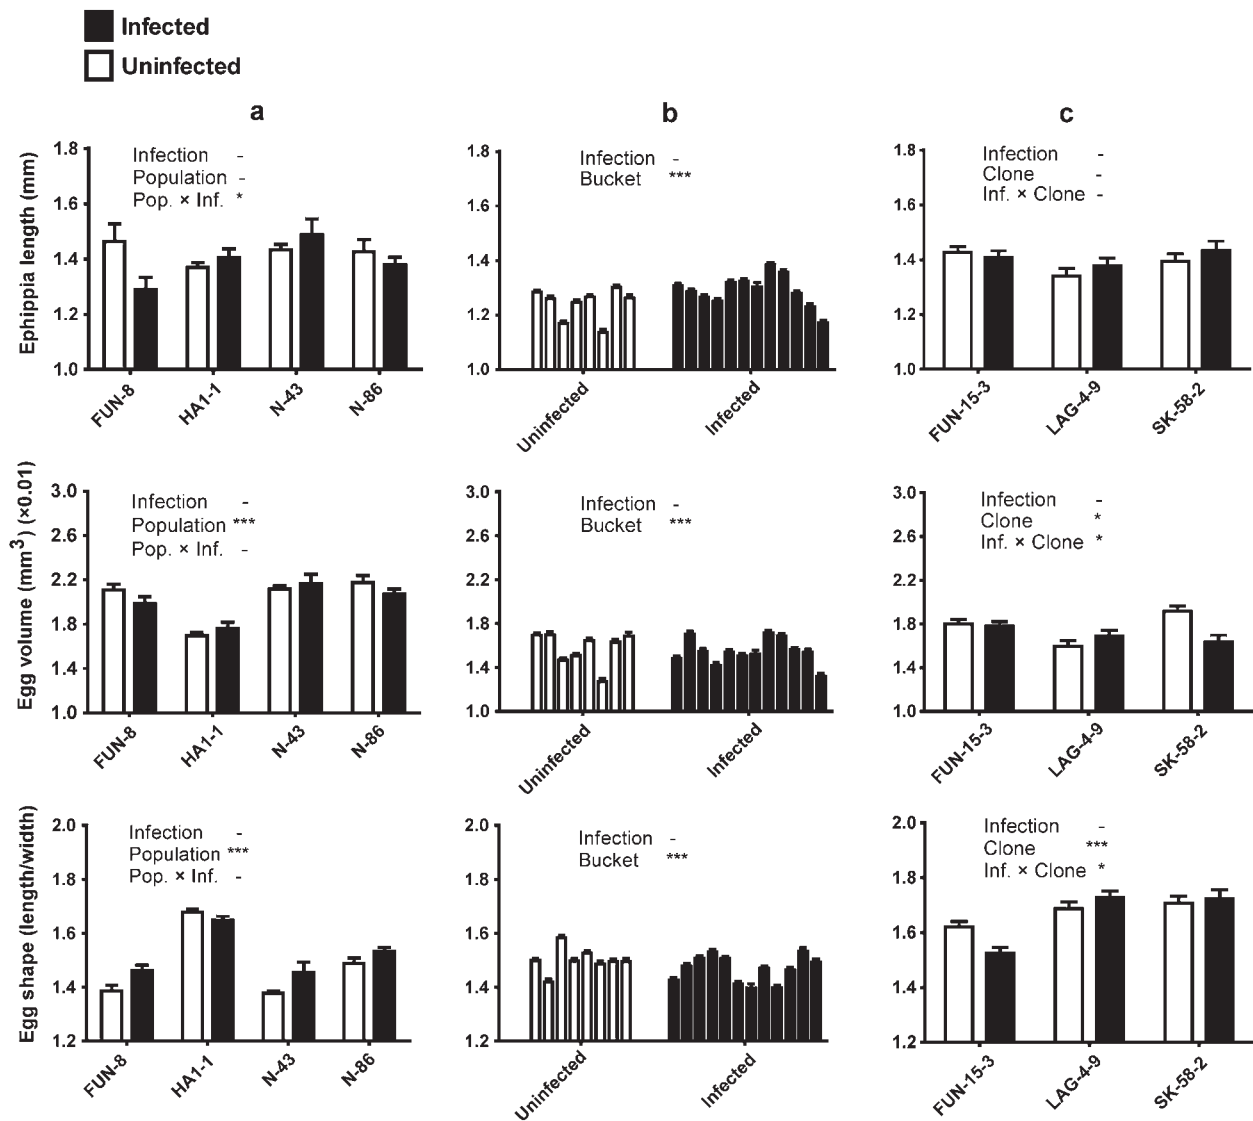 Infected
Uninfected
a
b
c
Ephippia length (mm)
1.8
1.6
1.4
1.2
1.0
Infection -
Population -
Pop. × Inf. *
FUN-8
HA1-1
N-43
N-86
1.8
1.6
1.4
1.2
1.0
Infection -
Bucket ***
Uninfected
Infected
1.8
1.6
1.4
1.2
1.0
Infection -
Clone -
Inf. × Clone -
FUN-15-3
LAG-4-9
SK-58-2
Egg volume (mm³) (×0.01)
3.0
2.6
2.2
1.8
1.4
1.0
Infection -
Population ***
Pop. × Inf. -
FUN-8
HA1-1
N-43
N-86
3.0
2.6
2.2
1.8
1.4
1.0
Infection -
Bucket ***
Uninfected
Infected
3.0
2.6
2.2
1.8
1.4
1.0
Infection -
Clone *
Inf. × Clone *
FUN-15-3
LAG-4-9
SK-58-2
Egg shape (length/width)
2.0
1.8
1.6
1.4
1.2
Infection -
Population ***
Pop. × Inf. -
FUN-8
HA1-1
N-43
N-86
2.0
1.8
1.6
1.4
1.2
Infection -
Bucket ***
Uninfected
Infected
2.0
1.8
1.6
1.4
1.2
Infection -
Clone ***
Inf. × Clone *
FUN-15-3
LAG-4-9
SK-58-2